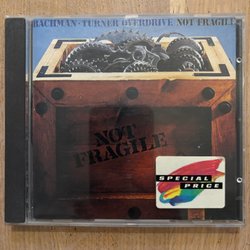 BACHMAN-TURNER OVERDRIVE NOT FRAGILE
NOT
FRAGILE
SPECIAL
PRICE